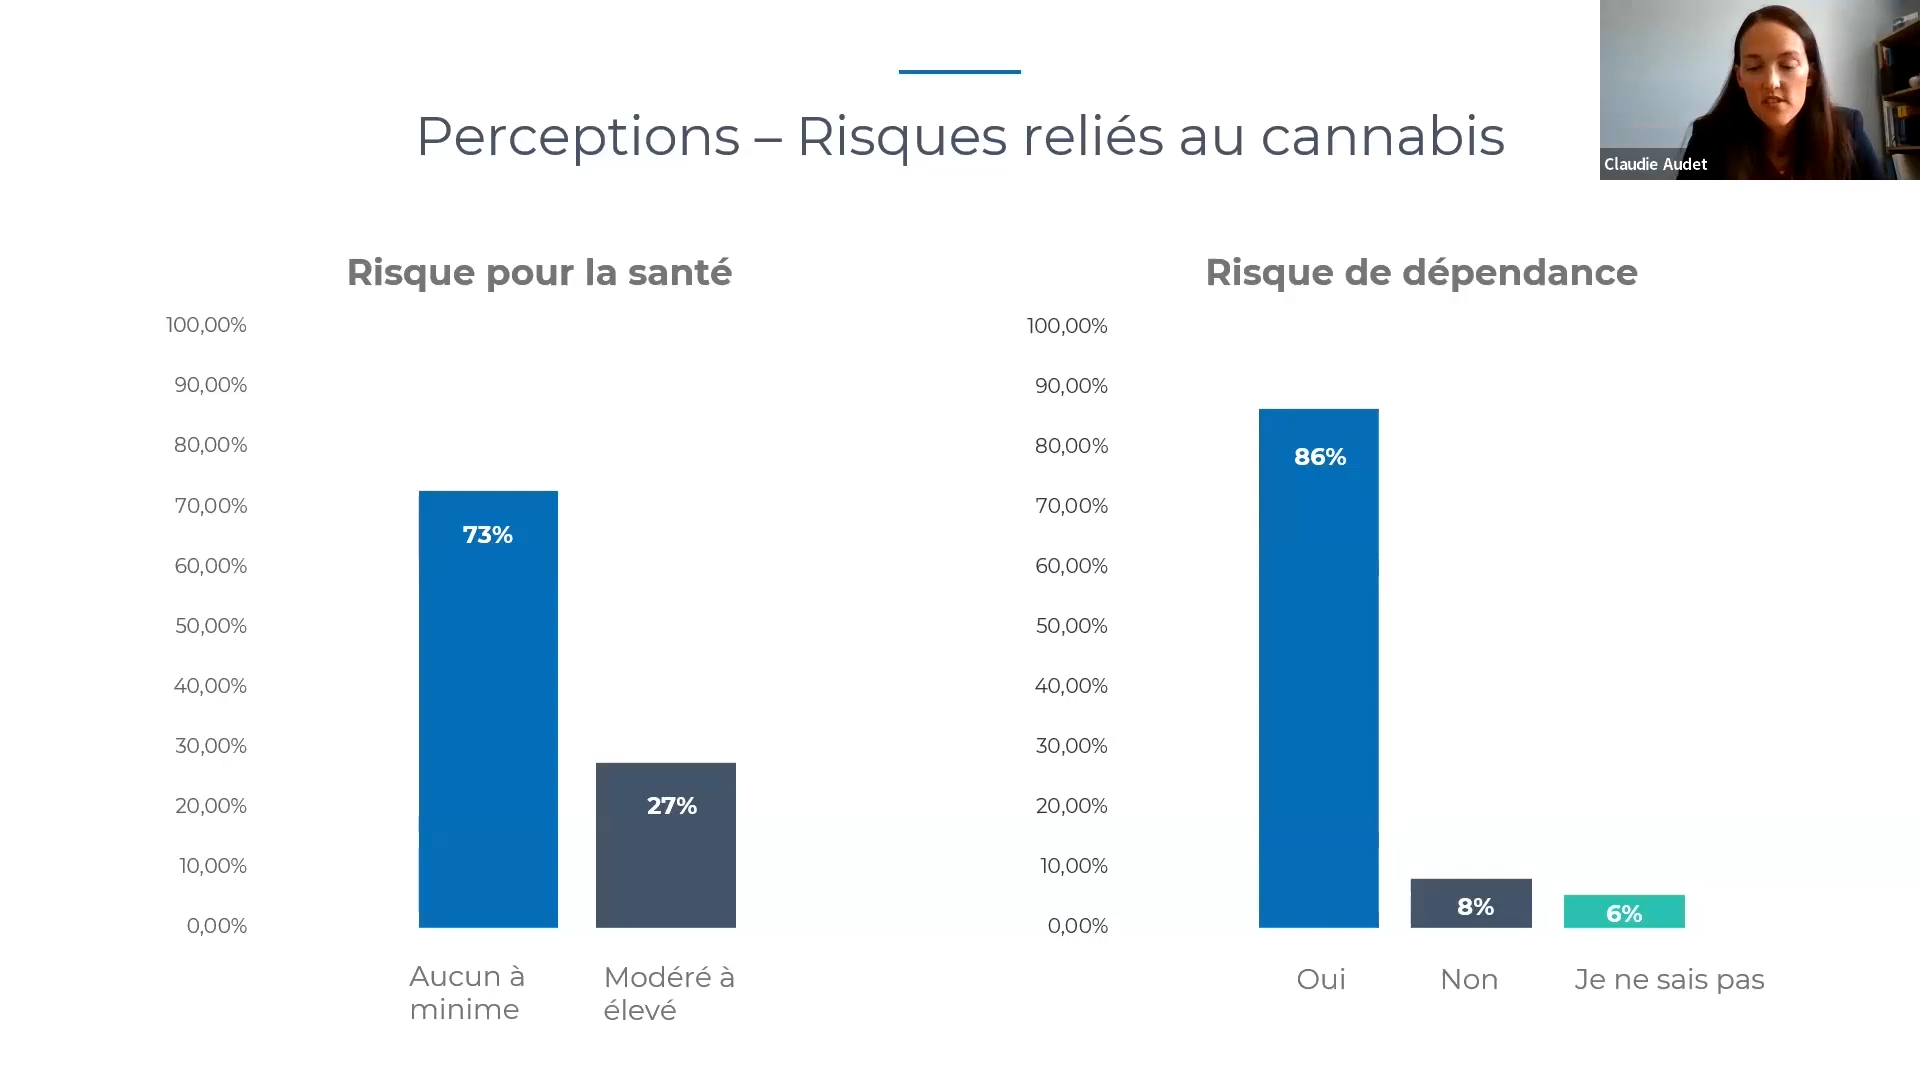 Perceptions – Risques reliés au cannabis
Claudie Audet
Risque pour la santé
100,00%
90,00%
80,00%
70,00%
60,00%
50,00%
40,00%
30,00%
20,00%
10,00%
0,00%
73%
27%
Aucun à
minime
Modéré à
élevé
Risque de dépendance
100,00%
90,00%
80,00%
70,00%
60,00%
50,00%
40,00%
30,00%
20,00%
10,00%
0,00%
86%
8%
6%
Oui
Non
Je ne sais pas